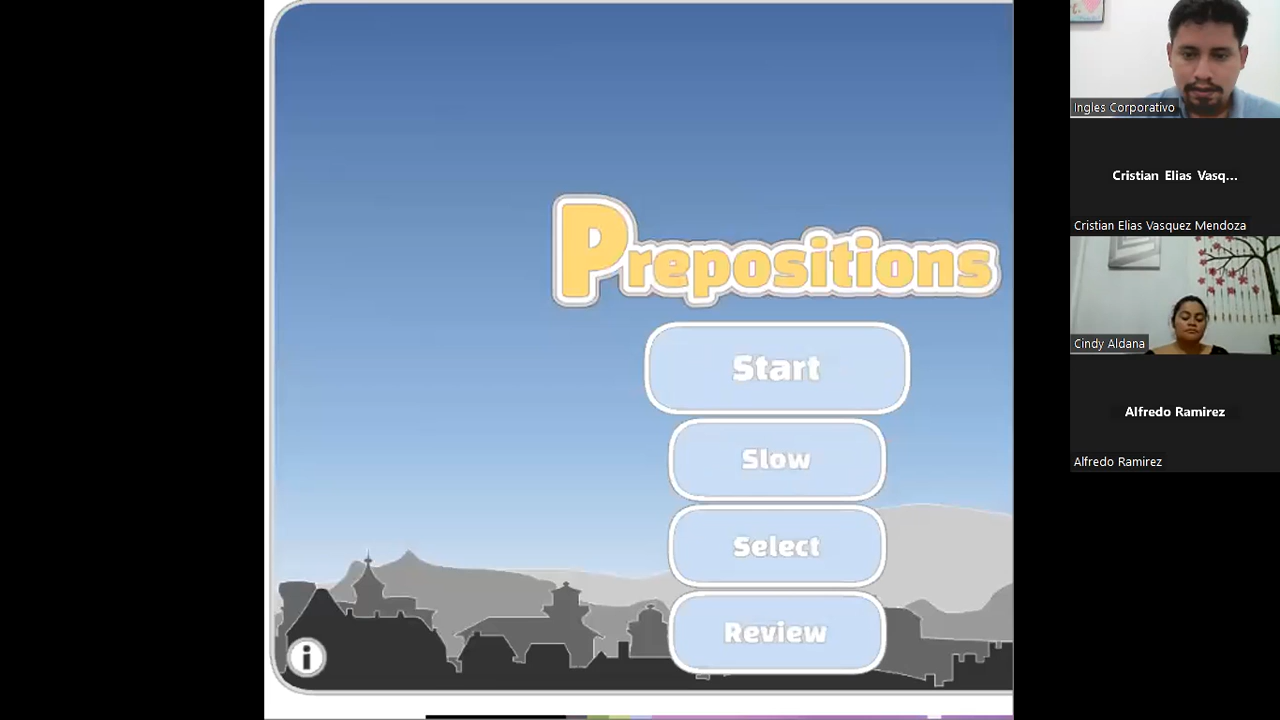 Prepositions
Start
Slow
Select
Review
i
Ingles Corporativo
Cristian Elias Vasq...
Cristian Elias Vasquez Mendoza
Cindy Aldana
Alfredo Ramirez
Alfredo Ramirez